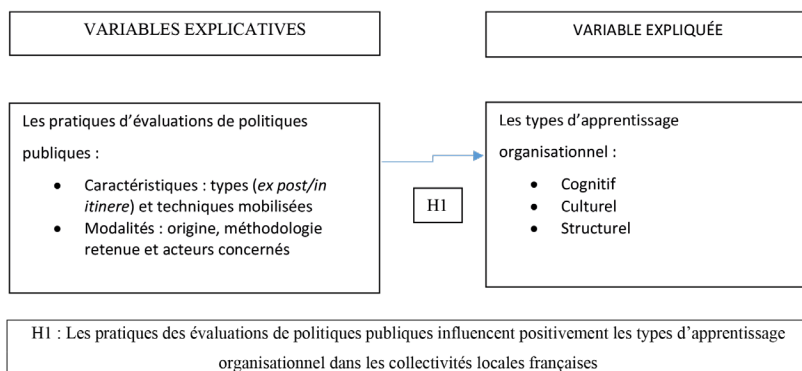 VARIABLES EXPLICATIVES
VARIABLE EXPLIQUÉE
Les pratiques d’évaluations de politiques
publiques :
• Caractéristiques : types (ex post/in
itinere) et techniques mobilisées
• Modalités : origine, méthodologie
retenue et acteurs concernés
H1
Les types d’apprentissage
organisationnel :
• Cognitif
• Culturel
• Structurel
H1 : Les pratiques des évaluations de politiques publiques influencent positivement les types d’apprentissage
organisationnel dans les collectivités locales françaises